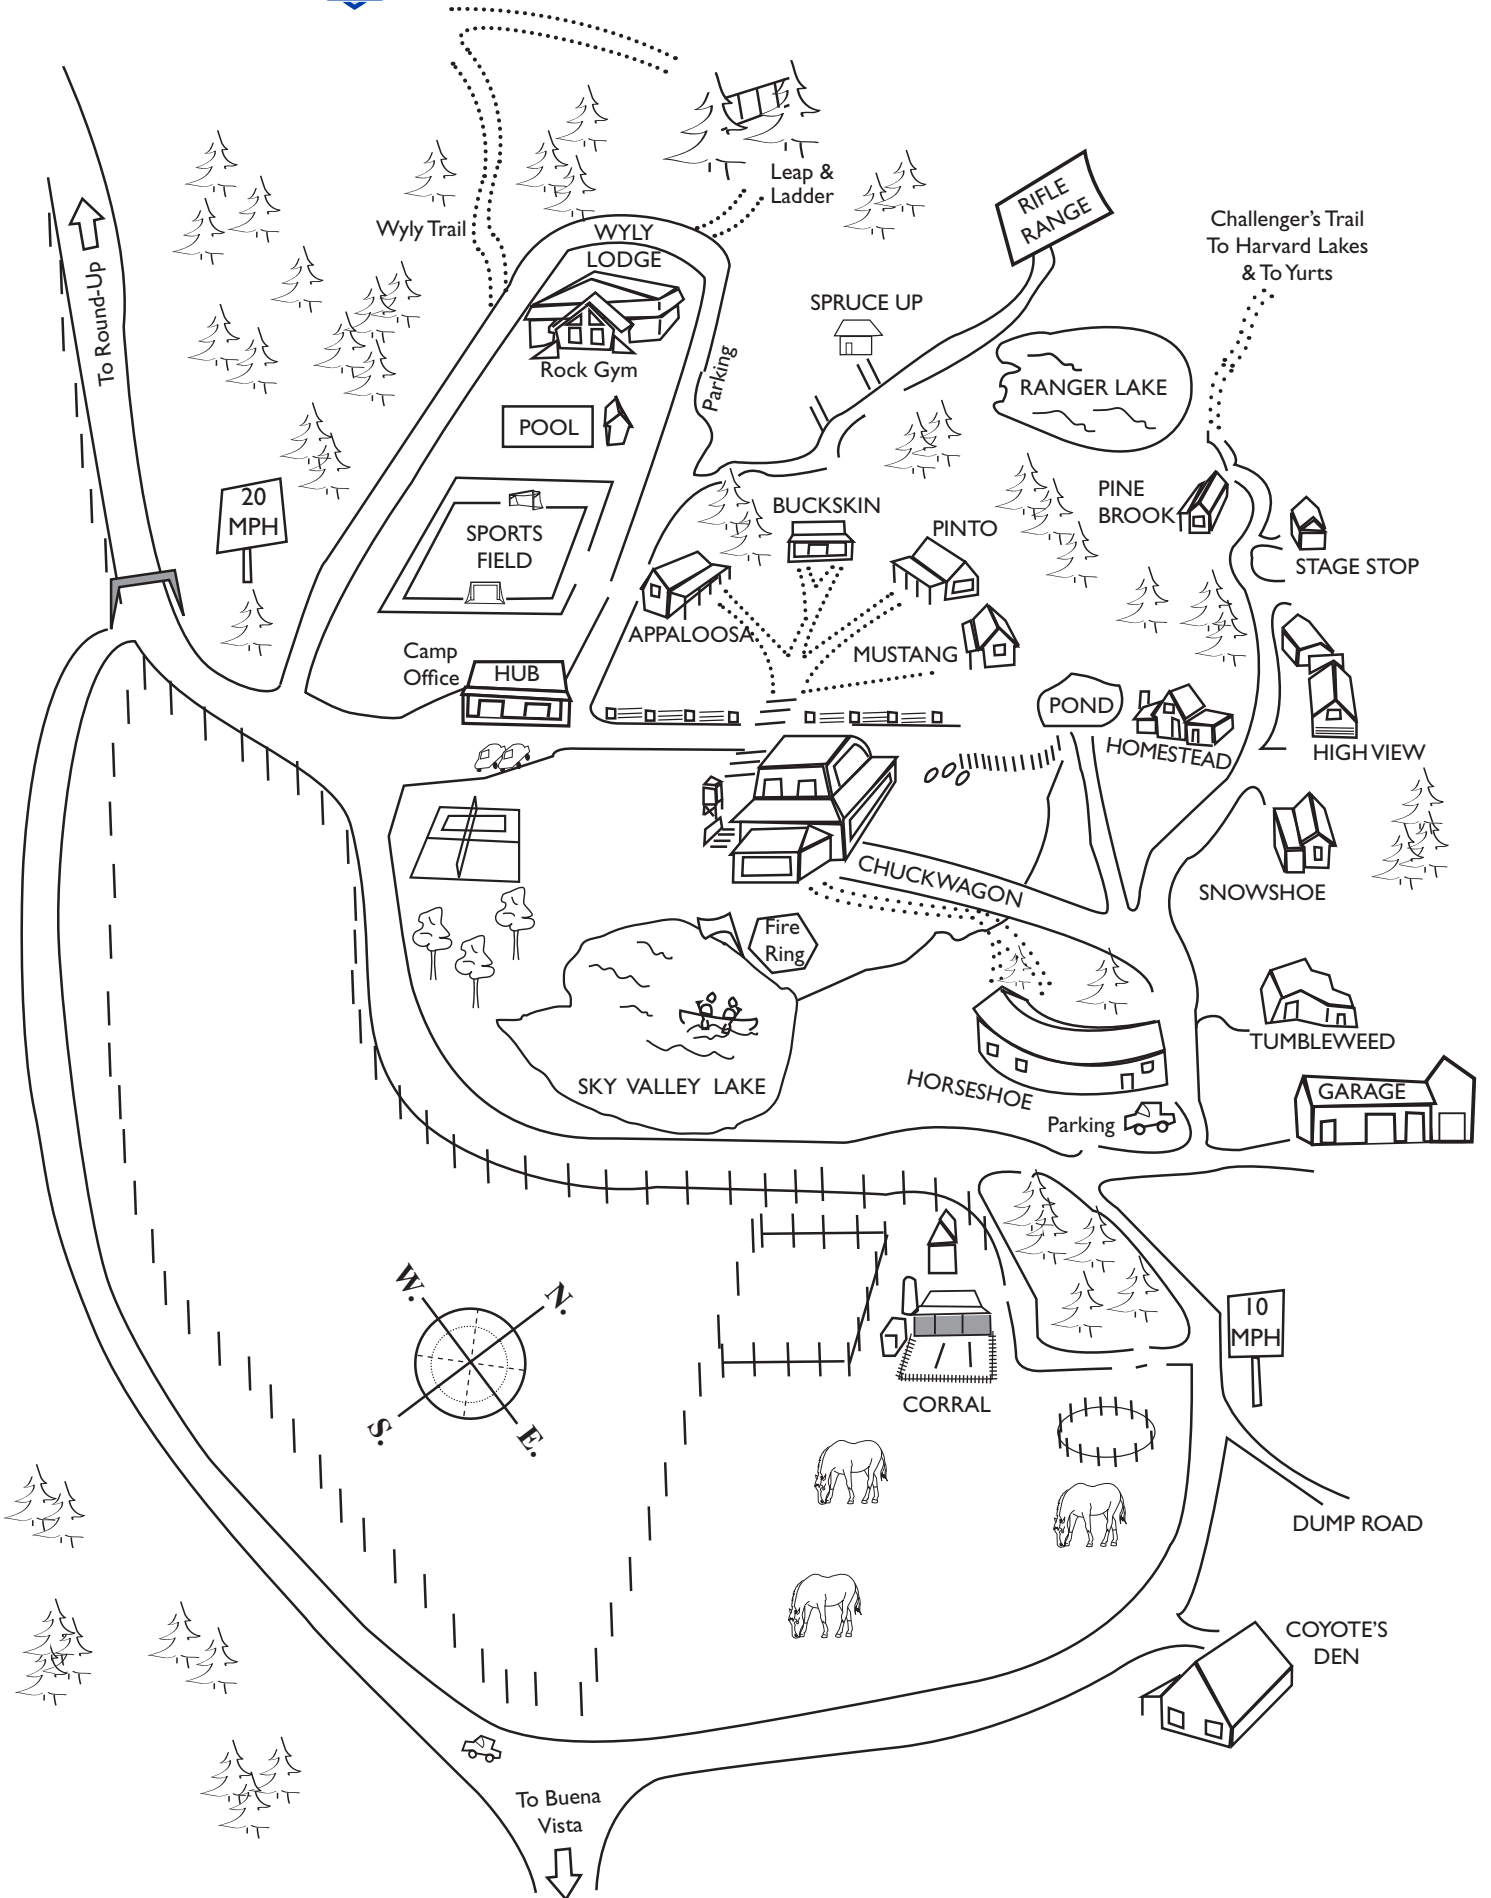 Leap &
Ladder
RIFLE
RANGE
Wyly Trail
WYLY
LODGE
Challenger's Trail
To Harvard Lakes
& To Yurts
To Round-Up
SPRUCE UP
Rock Gym
Parking
RANGER LAKE
POOL
20
MPH
SPORTS
FIELD
BUCKSKIN
PINTO
PINE
BROOK
STAGE STOP
APPALOOSA
MUSTANG
Camp
Office
HUB
POND
HOMESTEAD
HIGH VIEW
CHUCKWAGON
SNOWSHOE
Fire
Ring
TUMBLEWEED
SKY VALLEY LAKE
HORSESHOE
GARAGE
Parking
W.
N.
S.
E.
10
MPH
CORRAL
DUMP ROAD
COYOTE'S
DEN
To Buena
Vista